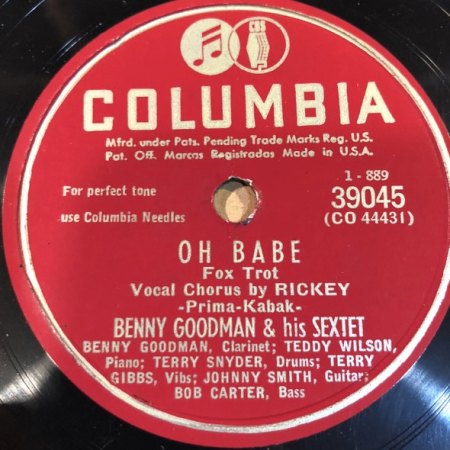 CBS
COLUMBIA
Mfrd. under Pats. Pending Trade Marks Reg. U.S.
Pat. Off. Marcas Registradas Made in U.S.A.
1 - 889
For perfect tone
39045
use Columbia Needles
(CO 44431)
OH BABE
Fox Trot
Vocal Chorus by RICKEY
-Prima-Kabak-
BENNY GOODMAN & his SEXTET
BENNY GOODMAN, Clarinet; TEDDY WILSON,
Piano; TERRY SNYDER, Drums; TERRY
GIBBS, Vibs; JOHNNY SMITH, Guitar;
BOB CARTER, Bass